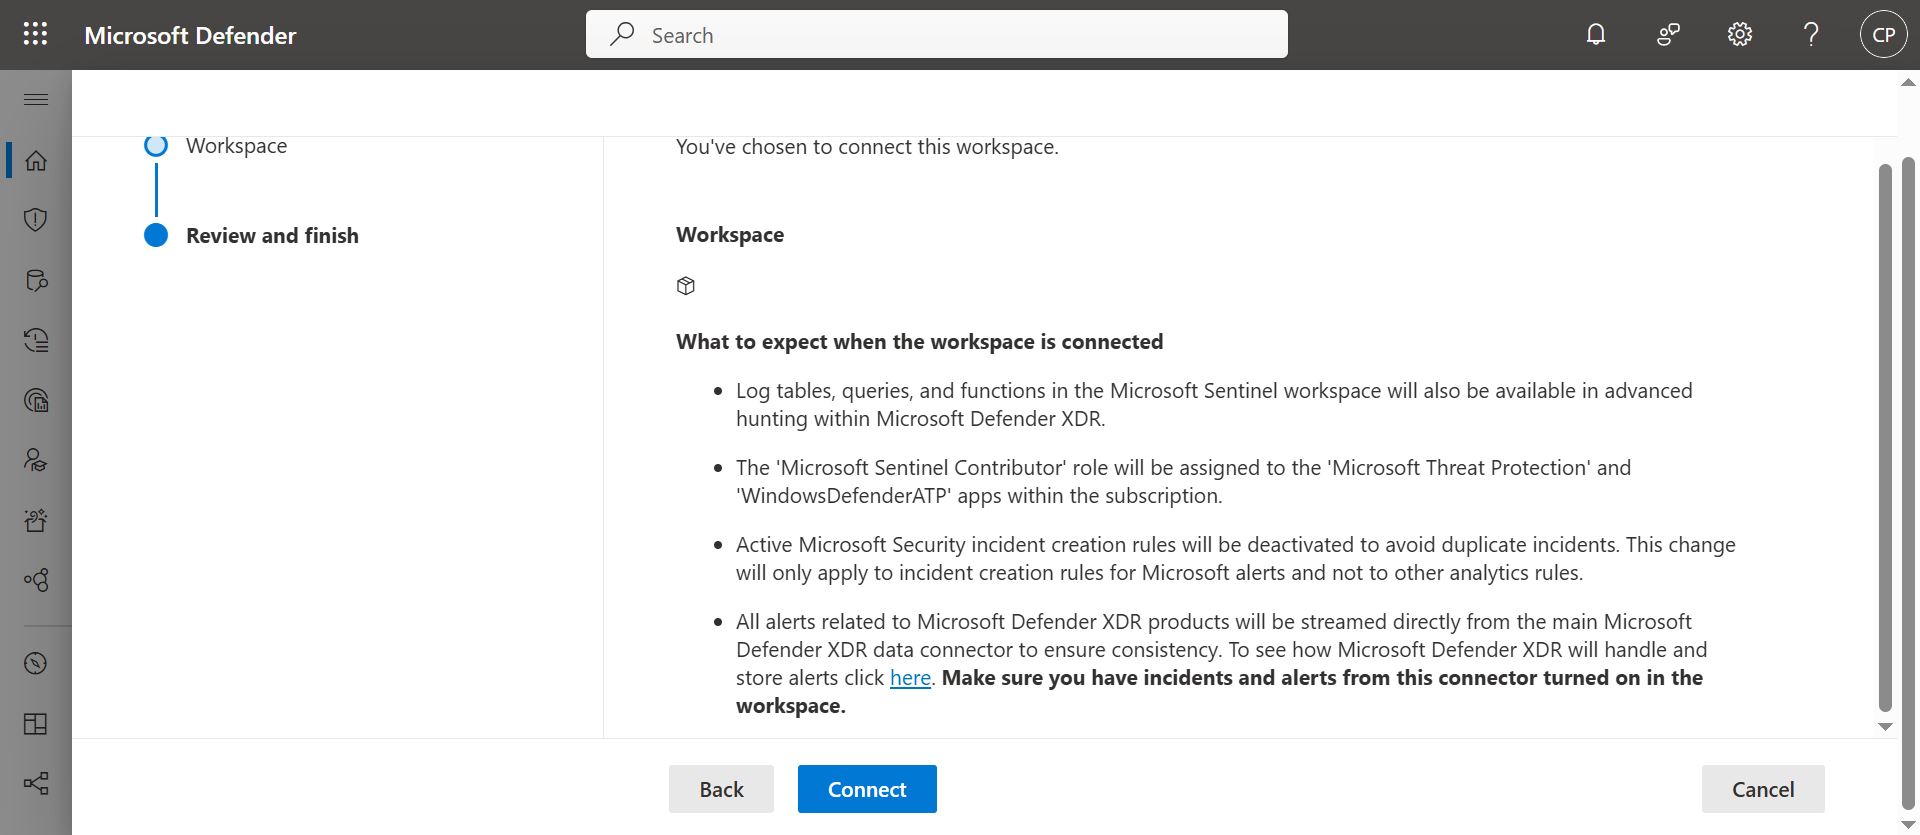 Microsoft Defender
Search
CP
Workspace
Review and finish
You've chosen to connect this workspace.
Workspace
What to expect when the workspace is connected
Log tables, queries, and functions in the Microsoft Sentinel workspace will also be available in advanced
hunting within Microsoft Defender XDR.
The 'Microsoft Sentinel Contributor' role will be assigned to the 'Microsoft Threat Protection' and
'WindowsDefenderATP' apps within the subscription.
Active Microsoft Security incident creation rules will be deactivated to avoid duplicate incidents. This change
will only apply to incident creation rules for Microsoft alerts and not to other analytics rules.
All alerts related to Microsoft Defender XDR products will be streamed directly from the main Microsoft
Defender XDR data connector to ensure consistency. To see how Microsoft Defender XDR will handle and
store alerts click here. Make sure you have incidents and alerts from this connector turned on in the
workspace.
Back
Connect
Cancel